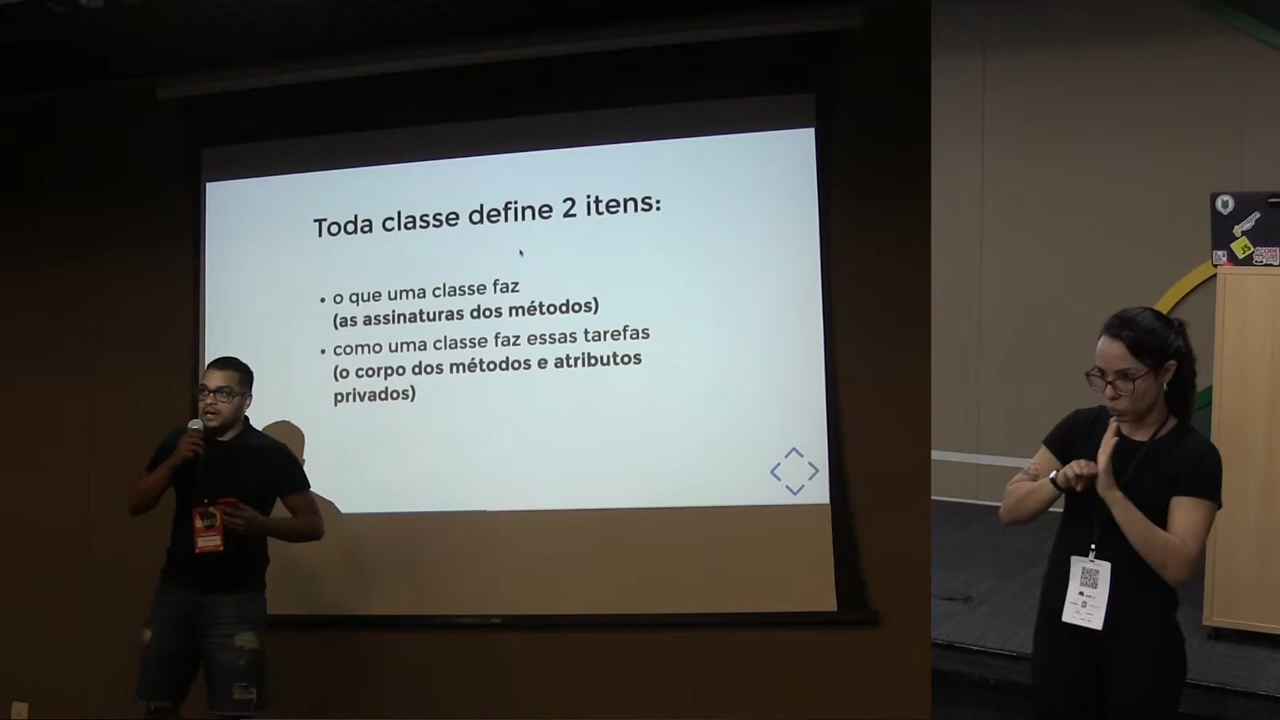 Toda classe define 2 itens:
• o que uma classe faz
(as assinaturas dos métodos)
• como uma classe faz essas tarefas
(o corpo dos métodos e atributos
privados)
JS